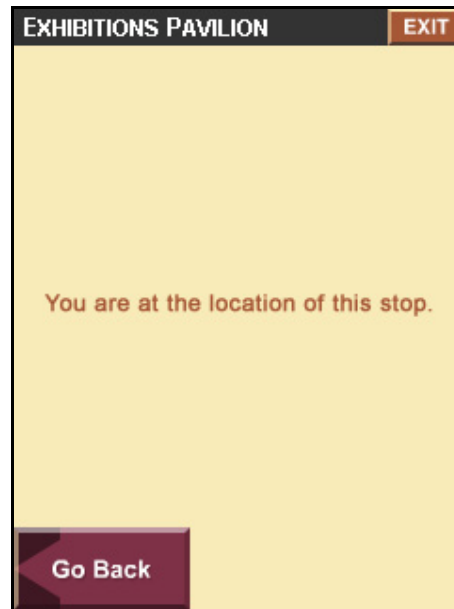 EXHIBITIONS PAVILION EXIT
You are at the location of this stop.
Go Back